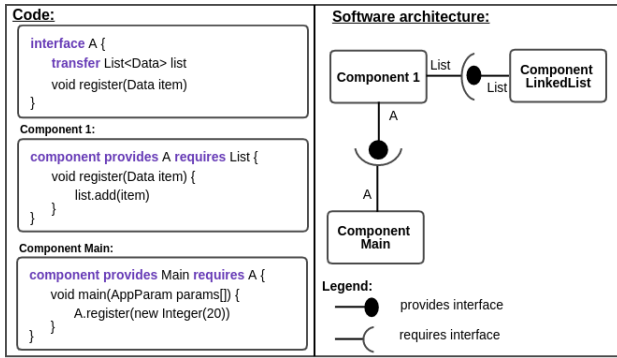 Code:
interface A {
transfer List<Data> list
void register(Data item)
}
Component 1:
component provides A requires List {
void register(Data item) {
list.add(item)
}
}
Component Main:
component provides Main requires A {
void main(AppParam params[]) {
A.register(new Integer(20))
}
}
Software architecture:
Component 1
List
List
Component
LinkedList
A
A
Component
Main
Legend:
provides interface
requires interface